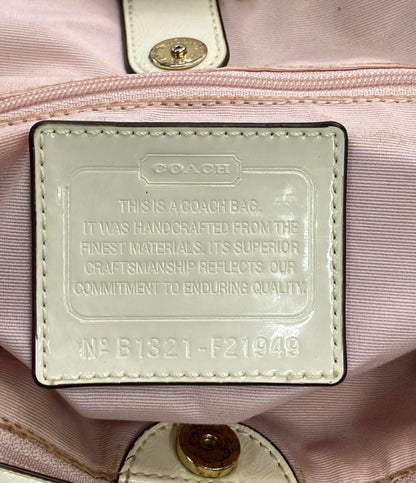 COACH
THIS IS A COACH BAG.
IT WAS HANDCRAFTED FROM THE
FINEST MATERIALS. ITS SUPERIOR
CRAFTSMANSHIP REFLECTS OUR
COMMITMENT TO ENDURING QUALITY.
Nº B1321-F21949